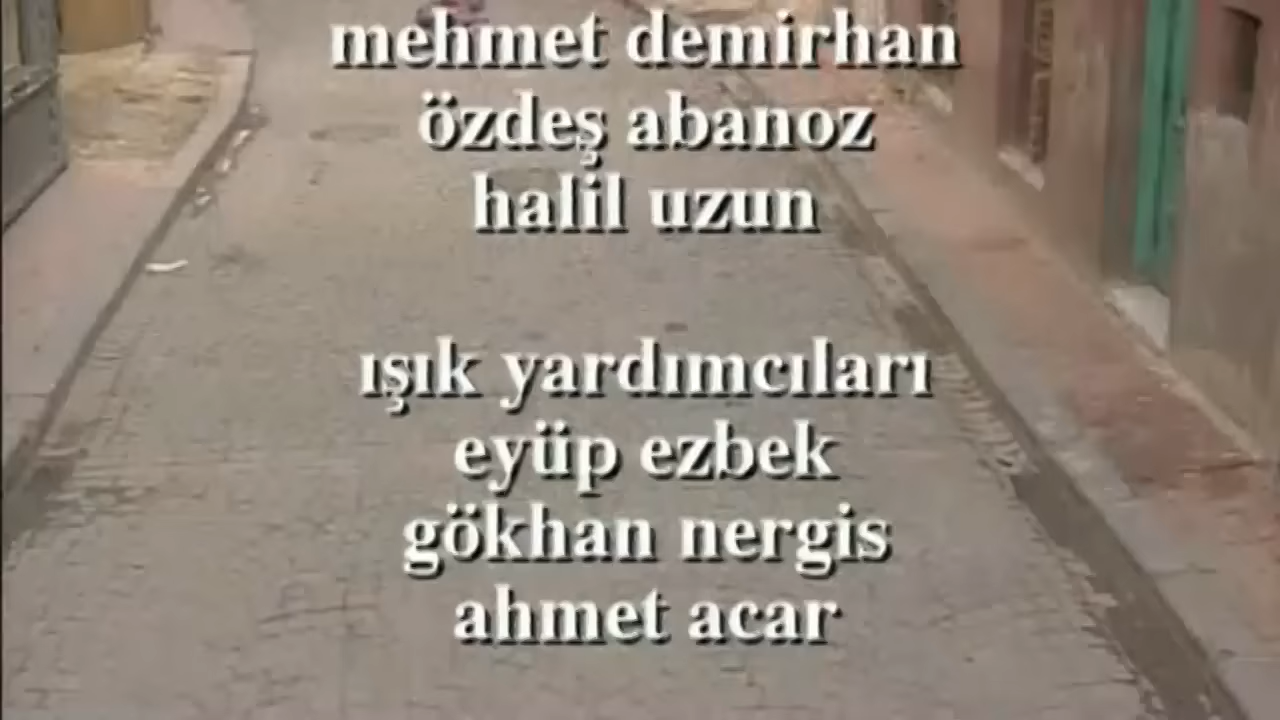 mehmet demirhan
özdeş abanoz
halil uzun
ışık yardımcıları
eyüp ezbek
gökhan nergis
ahmet acar